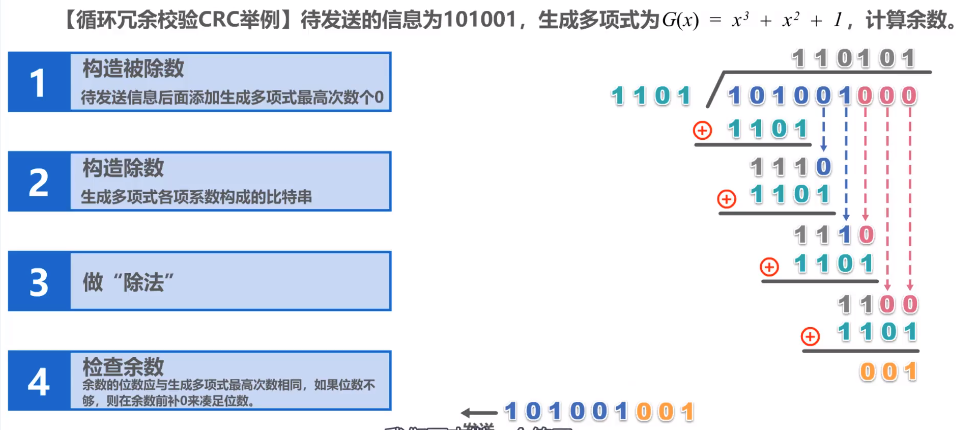 【循环冗余校验CRC举例】待发送的信息为101001，生成多项式为G(x) = x³ + x² + 1，计算余数。
1
构造被除数
待发送信息后面添加生成多项式最高次数个0
2
构造除数
生成多项式各项系数构成的比特串
3
做“除法”
4
检查余数
余数的位数应与生成多项式最高次数相同，如果位数不
够，则在余数前补0来凑足位数。
110101
1101 101001000
1101
1110
1101
1110
1101
1100
1101
001
101001001
发送